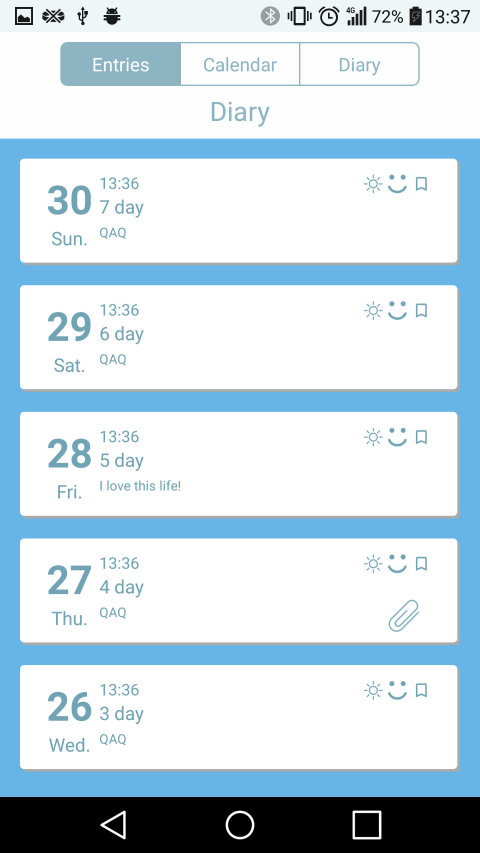 4G 72% 13:37
Entries Calendar Diary
Diary
13:36
30 7 day
Sun. QAQ
13:36
29 6 day
Sat. QAQ
13:36
28 5 day
Fri. I love this life!
13:36
27 4 day
Thu. QAQ
13:36
26 3 day
Wed. QAQ